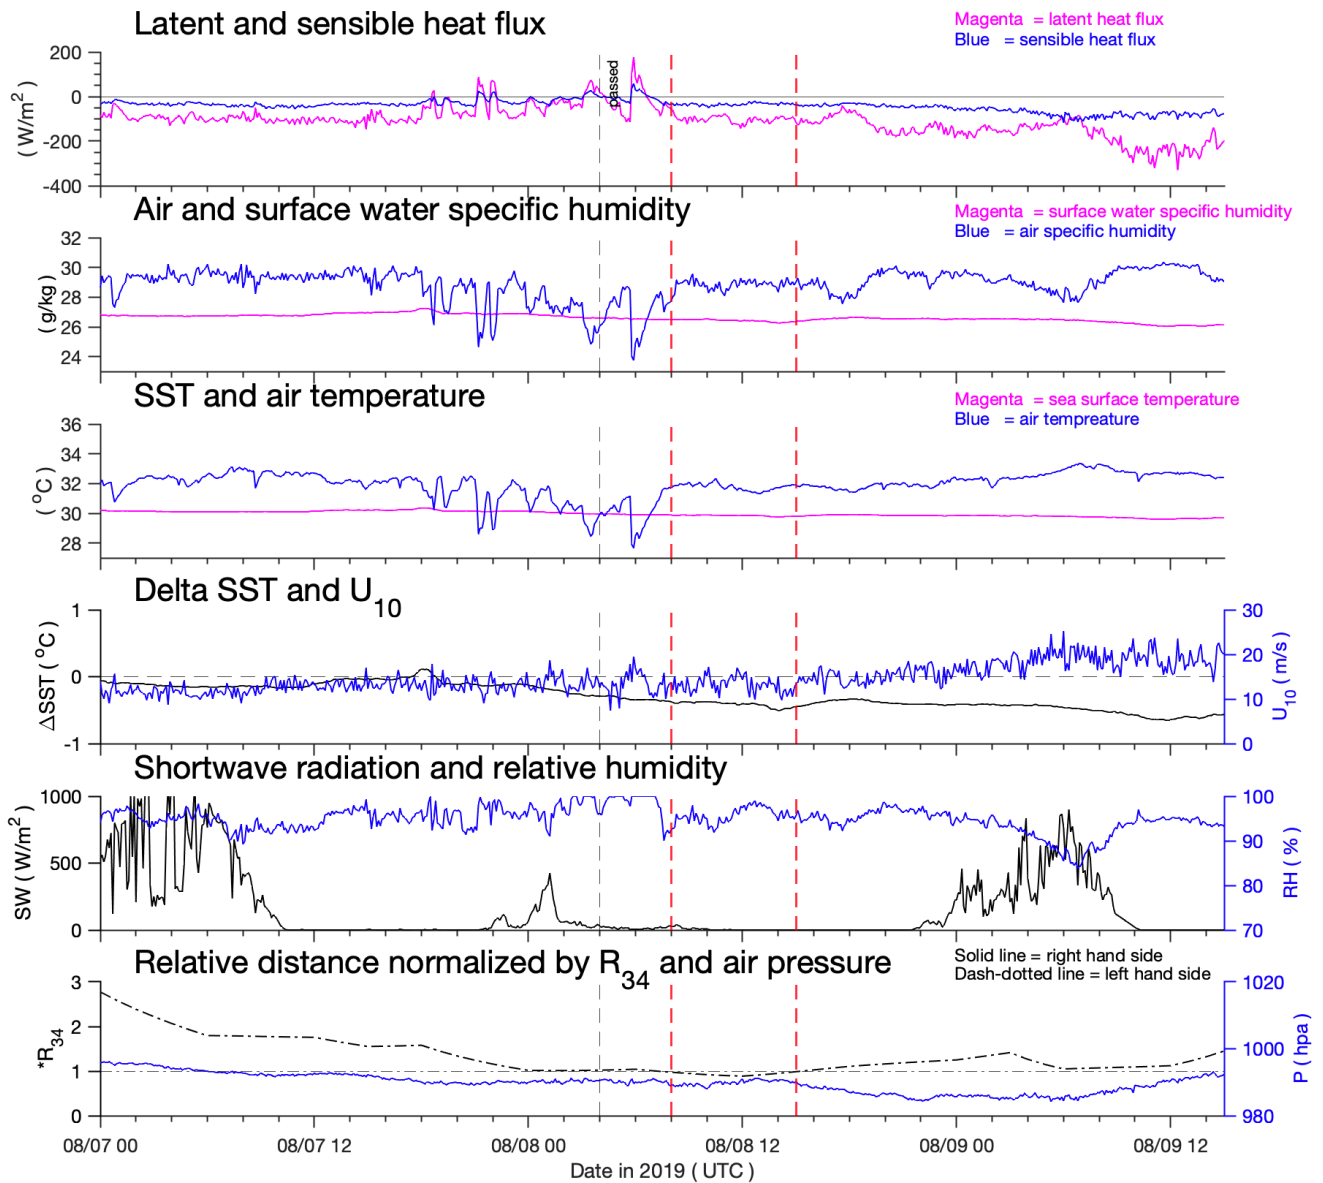 Latent and sensible heat flux
Magenta = latent heat flux
Blue = sensible heat flux
200
0
-200
-400
( W/m2 )
passed
Air and surface water specific humidity
Magenta = surface water specific humidity
Blue = air specific humidity
32
30
28
26
24
( g/kg )
SST and air temperature
Magenta = sea surface temperature
Blue = air tempreature
36
34
32
30
28
( oC )
Delta SST and U10
1
0
-1
ΔSST ( oC )
30
20
10
0
U10 ( m/s )
Shortwave radiation and relative humidity
1000
500
0
SW ( W/m2 )
100
90
80
70
RH ( % )
Relative distance normalized by R34 and air pressure
Solid line = right hand side
Dash-dotted line = left hand side
3
2
1
0
*R34
1020
1000
980
P ( hpa )
08/07 00
08/07 12
08/08 00
08/08 12
08/09 00
08/09 12
Date in 2019 ( UTC )